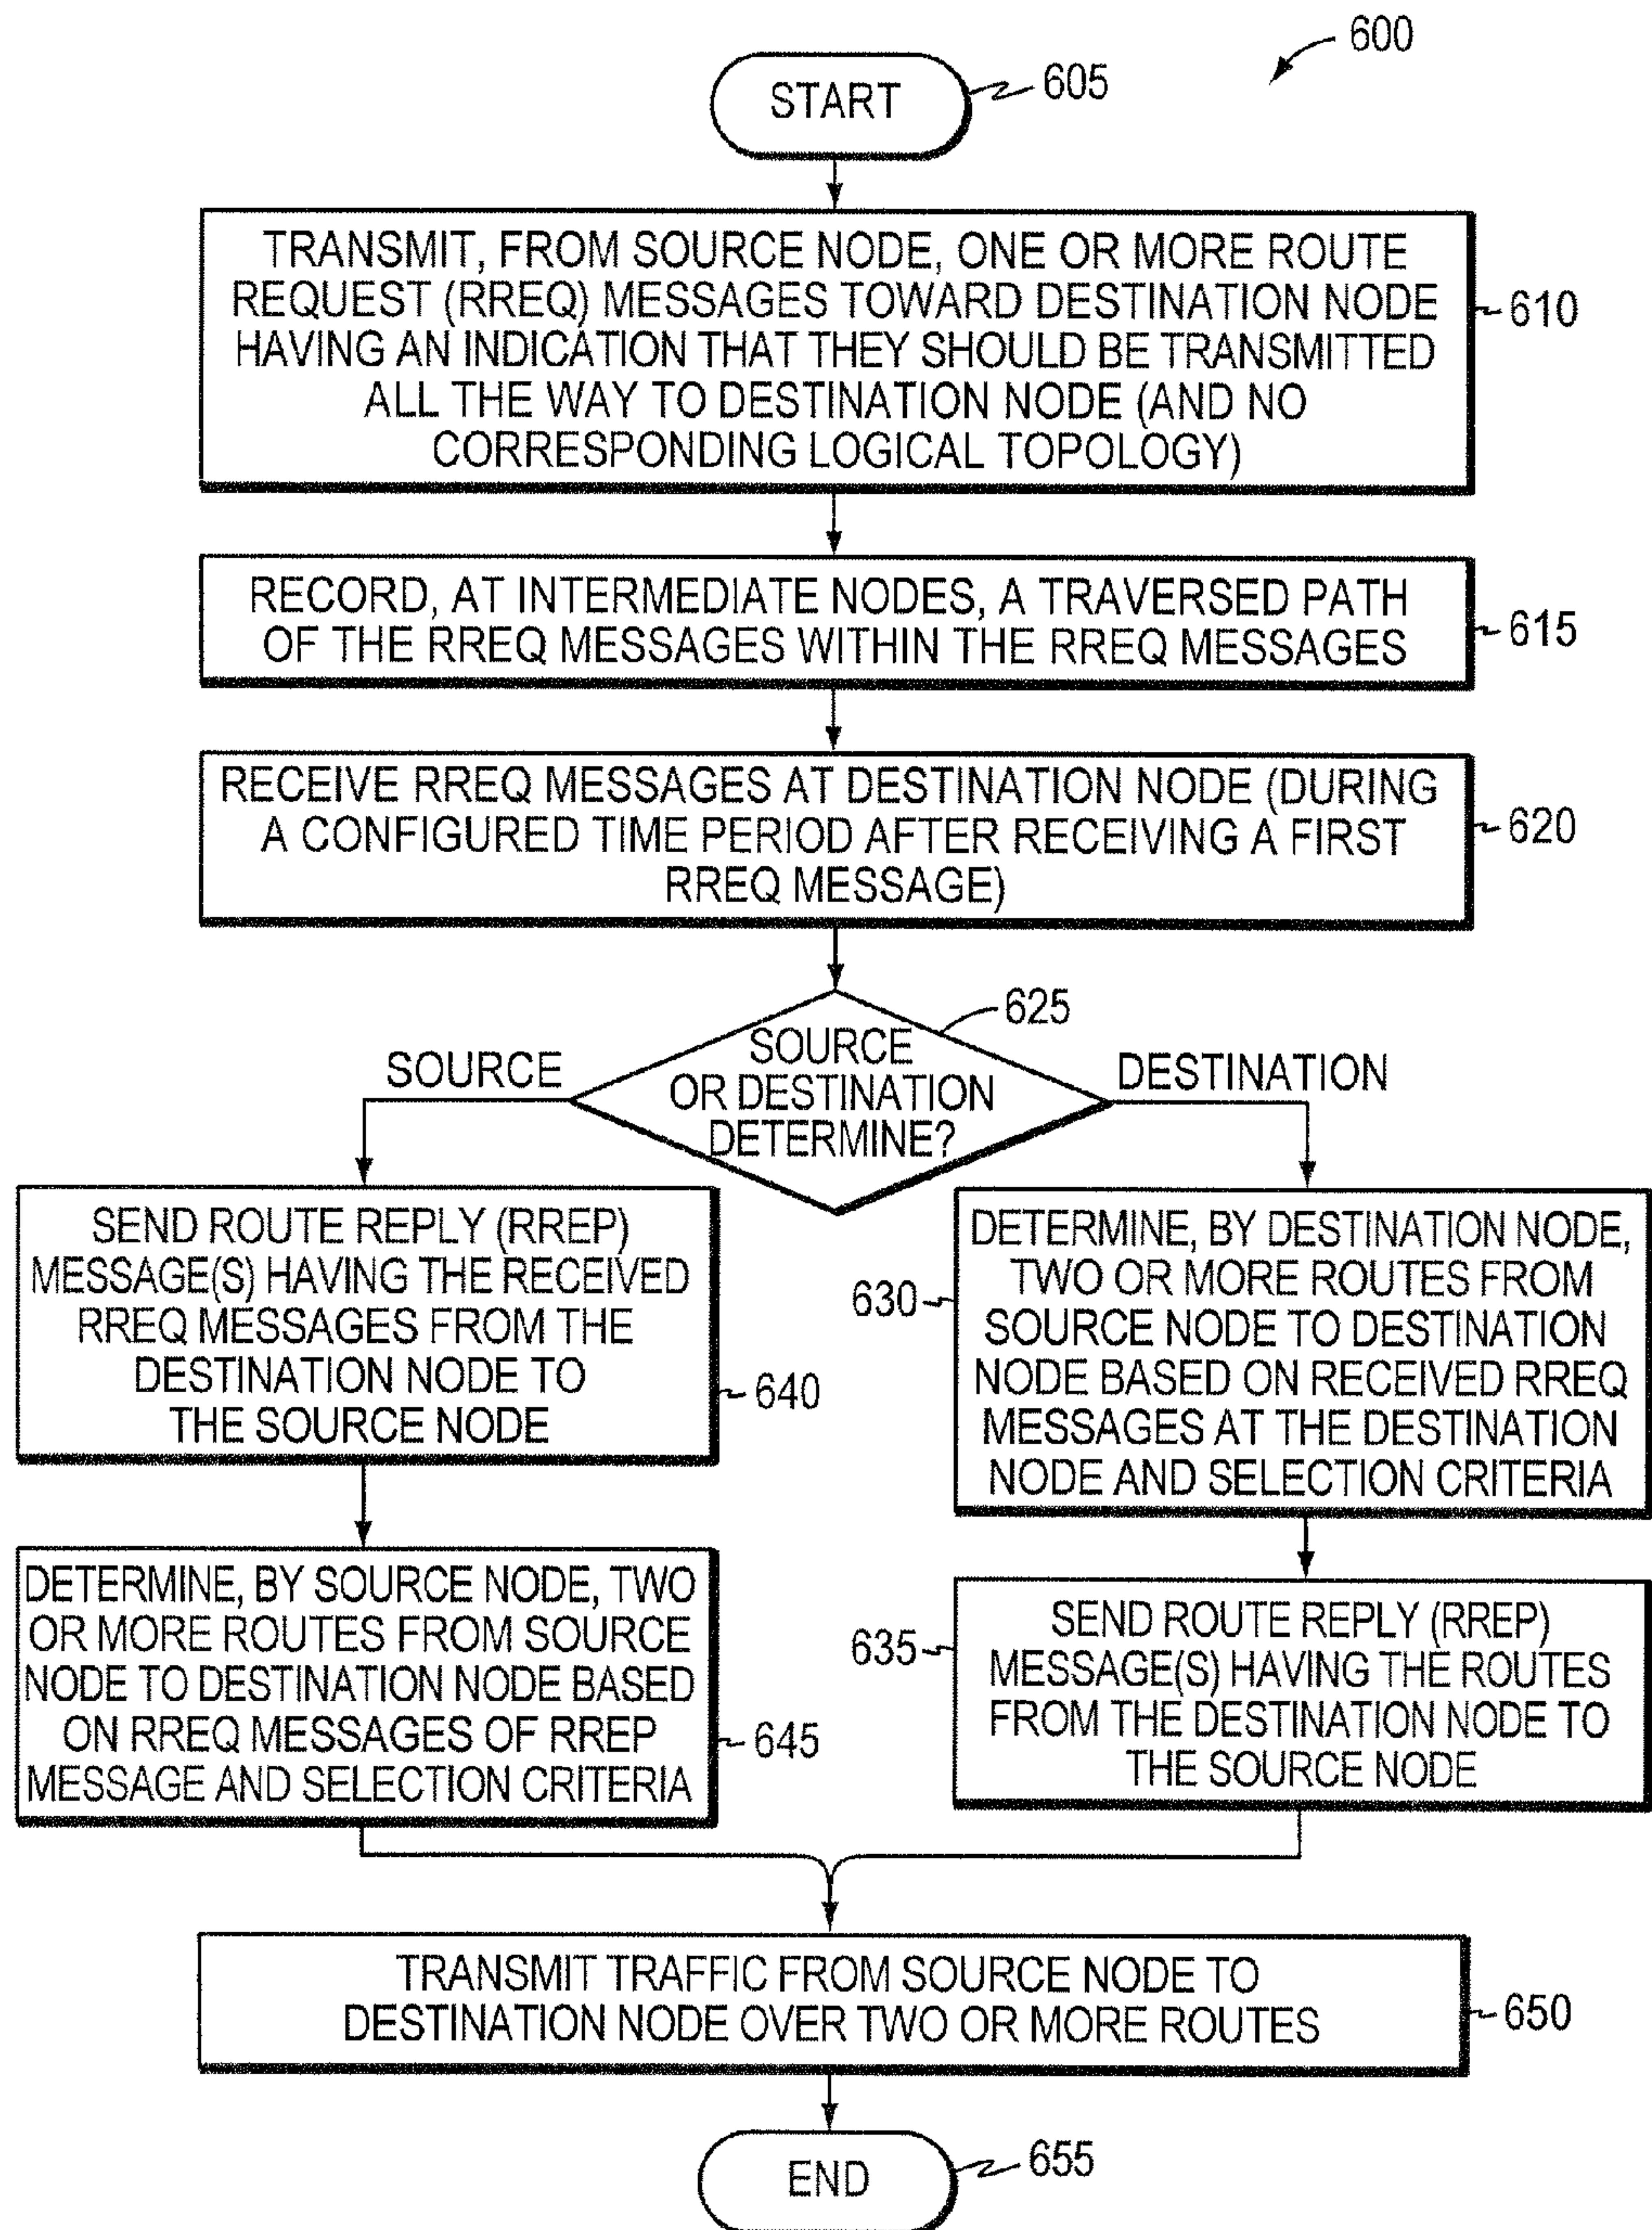 600
START
605
TRANSMIT, FROM SOURCE NODE, ONE OR MORE ROUTE
REQUEST (RREQ) MESSAGES TOWARD DESTINATION NODE
HAVING AN INDICATION THAT THEY SHOULD BE TRANSMITTED
ALL THE WAY TO DESTINATION NODE (AND NO
CORRESPONDING LOGICAL TOPOLOGY)
610
RECORD, AT INTERMEDIATE NODES, A TRAVERSED PATH
OF THE RREQ MESSAGES WITHIN THE RREQ MESSAGES
615
RECEIVE RREQ MESSAGES AT DESTINATION NODE (DURING
A CONFIGURED TIME PERIOD AFTER RECEIVING A FIRST
RREQ MESSAGE)
620
625
SOURCE
OR DESTINATION
DETERMINE?
SOURCE
DESTINATION
SEND ROUTE REPLY (RREP)
MESSAGE(S) HAVING THE RECEIVED
RREQ MESSAGES FROM THE
DESTINATION NODE TO
THE SOURCE NODE
640
DETERMINE, BY SOURCE NODE, TWO
OR MORE ROUTES FROM SOURCE
NODE TO DESTINATION NODE BASED
ON RREQ MESSAGES OF RREP
MESSAGE AND SELECTION CRITERIA
645
DETERMINE, BY DESTINATION NODE,
TWO OR MORE ROUTES FROM
SOURCE NODE TO DESTINATION
NODE BASED ON RECEIVED RREQ
MESSAGES AT THE DESTINATION
NODE AND SELECTION CRITERIA
630
SEND ROUTE REPLY (RREP)
MESSAGE(S) HAVING THE ROUTES
FROM THE DESTINATION NODE TO
THE SOURCE NODE
635
TRANSMIT TRAFFIC FROM SOURCE NODE TO
DESTINATION NODE OVER TWO OR MORE ROUTES
650
END
655